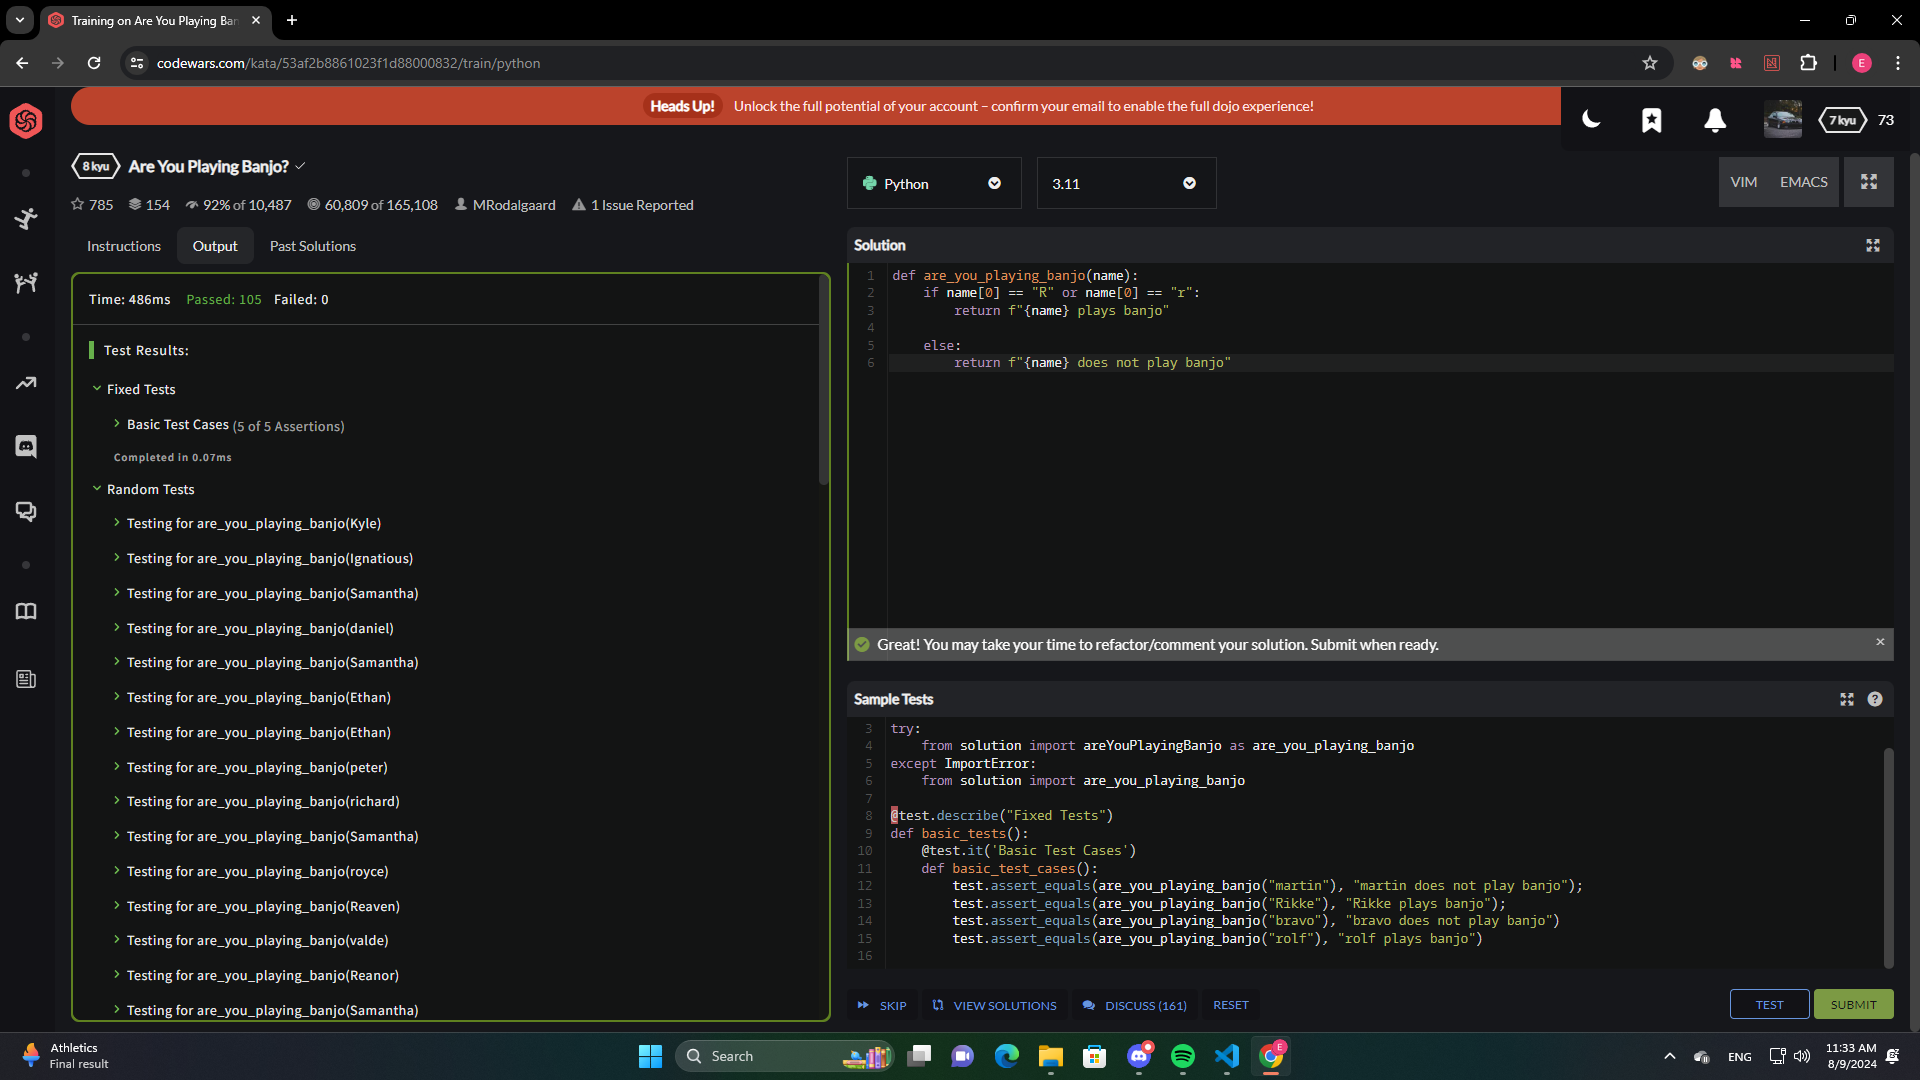 Training on Are You Playing Ban
codewars.com/kata/53af2b8861023f1d88000832/train/python
E
Heads Up! Unlock the full potential of your account – confirm your email to enable the full dojo experience!
7 kyu 73
8 kyu Are You Playing Banjo?
785 154 92% of 10,487 60,809 of 165,108 MRodalgaard 1 Issue Reported
Instructions Output Past Solutions
Time: 486ms Passed: 105 Failed: 0
Test Results:
Fixed Tests
Basic Test Cases (5 of 5 Assertions)
Completed in 0.07ms
Random Tests
Testing for are_you_playing_banjo(Kyle)
Testing for are_you_playing_banjo(Ignatious)
Testing for are_you_playing_banjo(Samantha)
Testing for are_you_playing_banjo(daniel)
Testing for are_you_playing_banjo(Samantha)
Testing for are_you_playing_banjo(Ethan)
Testing for are_you_playing_banjo(Ethan)
Testing for are_you_playing_banjo(peter)
Testing for are_you_playing_banjo(richard)
Testing for are_you_playing_banjo(Samantha)
Testing for are_you_playing_banjo(royce)
Testing for are_you_playing_banjo(Reaven)
Testing for are_you_playing_banjo(valde)
Testing for are_you_playing_banjo(Reanor)
Testing for are_you_playing_banjo(Samantha)
Python 3.11 VIM EMACS
Solution
1 def are_you_playing_banjo(name):
2 if name[0] == "R" or name[0] == "r":
3 return f"{name} plays banjo"
4
5 else:
6 return f"{name} does not play banjo"
Great! You may take your time to refactor/comment your solution. Submit when ready.
Sample Tests
3 try:
4 from solution import areYouPlayingBanjo as are_you_playing_banjo
5 except ImportError:
6 from solution import are_you_playing_banjo
7
8 @test.describe("Fixed Tests")
9 def basic_tests():
10 @test.it('Basic Test Cases')
11 def basic_test_cases():
12 test.assert_equals(are_you_playing_banjo("martin"), "martin does not play banjo");
13 test.assert_equals(are_you_playing_banjo("Rikke"), "Rikke plays banjo");
14 test.assert_equals(are_you_playing_banjo("bravo"), "bravo does not play banjo")
15 test.assert_equals(are_you_playing_banjo("rolf"), "rolf plays banjo")
16
SKIP VIEW SOLUTIONS DISCUSS (161) RESET TEST SUBMIT
Athletics
Final result
Search
E
ENG
11:33 AM
8/9/2024